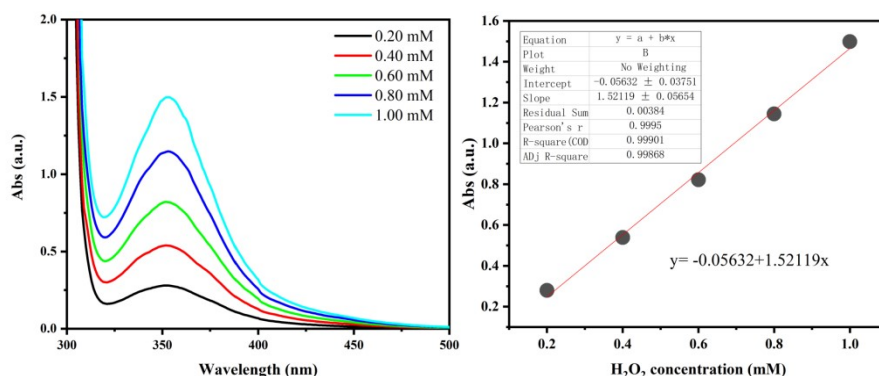 2.0
1.5
1.0
0.5
0.0
Abs (a.u.)
300
350
400
450
500
Wavelength (nm)
0.20 mM
0.40 mM
0.60 mM
0.80 mM
1.00 mM
1.6
1.4
1.2
1.0
0.8
0.6
0.4
0.2
Abs (a.u.)
Equation y = a + b*x
Plot B
Weight No Weighting
Intercept -0.05632 ± 0.03751
Slope 1.52119 ± 0.05654
Residual Sum 0.00384
Pearson's r 0.9995
R-square(COD 0.99901
ADj R-square 0.99868
y= -0.05632+1.52119x
0.2
0.4
0.6
0.8
1.0
H₂O₂ concentration (mM)